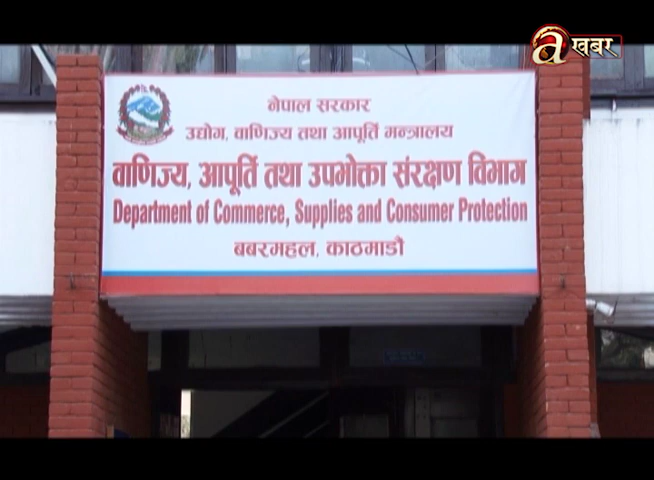 a खबर
नेपाल सरकार
उद्योग, वाणिज्य तथा आपूर्ति मन्त्रालय
वाणिज्य, आपूर्ति तथा उपभोक्ता संरक्षण विभाग
Department of Commerce, Supplies and Consumer Protection
बबरमहल, काठमाडौं